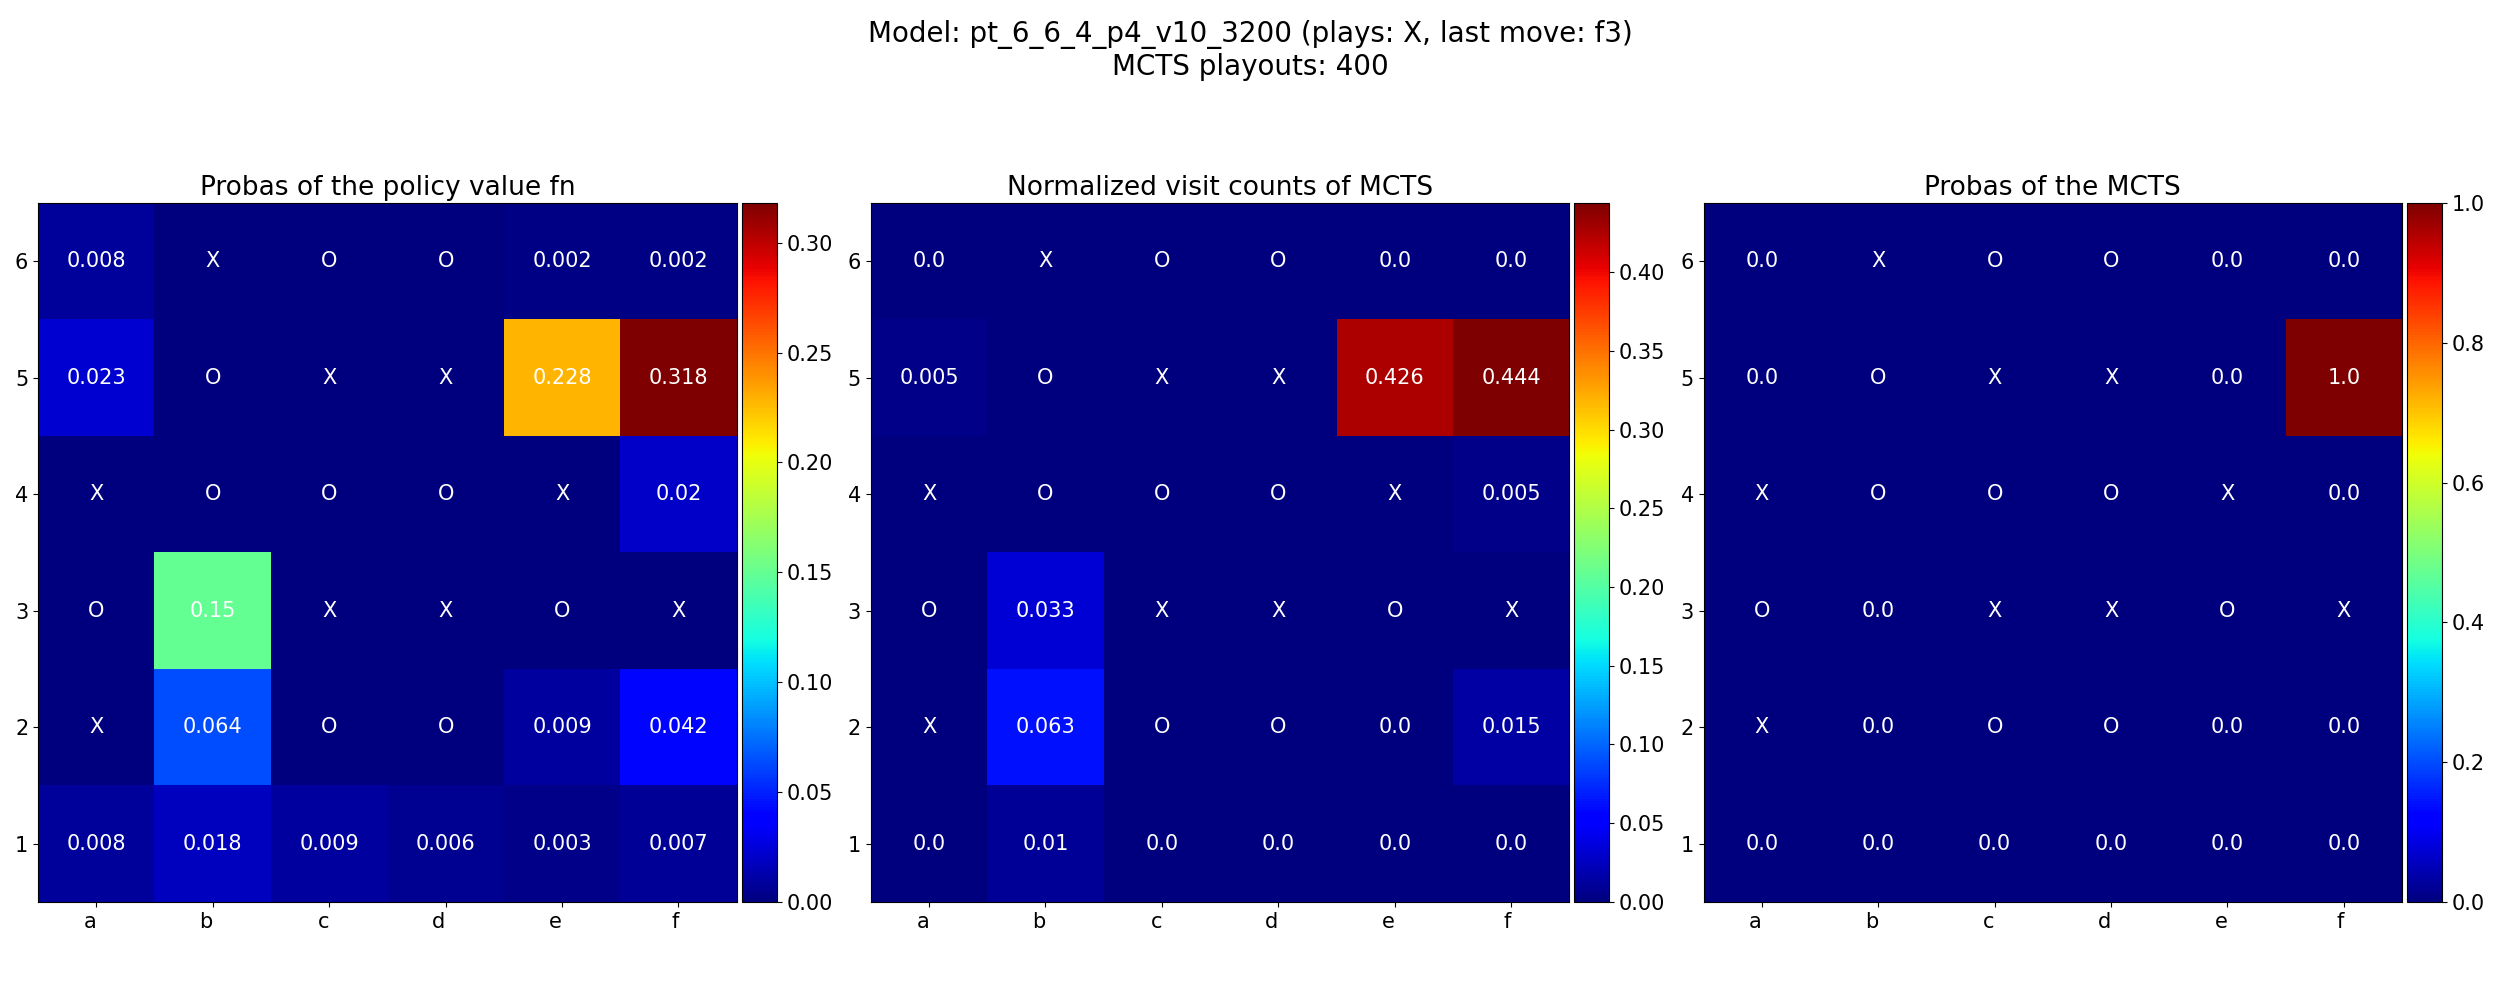 Model: pt_6_6_4_p4_v10_3200 (plays: X, last move: f3)
MCTS playouts: 400
Probas of the policy value fn
6 0.008 X O O 0.002 0.002
5 0.023 O X X 0.228 0.318
4 X O O O X 0.02
3 O 0.15 X X O X
2 X 0.064 O O 0.009 0.042
1 0.008 0.018 0.009 0.006 0.003 0.007
a b c d e f
0.30
0.25
0.20
0.15
0.10
0.05
0.00
Normalized visit counts of MCTS
6 0.0 X O O 0.0 0.0
5 0.005 O X X 0.426 0.444
4 X O O O X 0.005
3 O 0.033 X X O X
2 X 0.063 O O 0.0 0.015
1 0.0 0.01 0.0 0.0 0.0 0.0
a b c d e f
0.40
0.35
0.30
0.25
0.20
0.15
0.10
0.05
0.00
Probas of the MCTS
6 0.0 X O O 0.0 0.0
5 0.0 O X X 0.0 1.0
4 X O O O X 0.0
3 O 0.0 X X O X
2 X 0.0 O O 0.0 0.0
1 0.0 0.0 0.0 0.0 0.0 0.0
a b c d e f
1.0
0.8
0.6
0.4
0.2
0.0